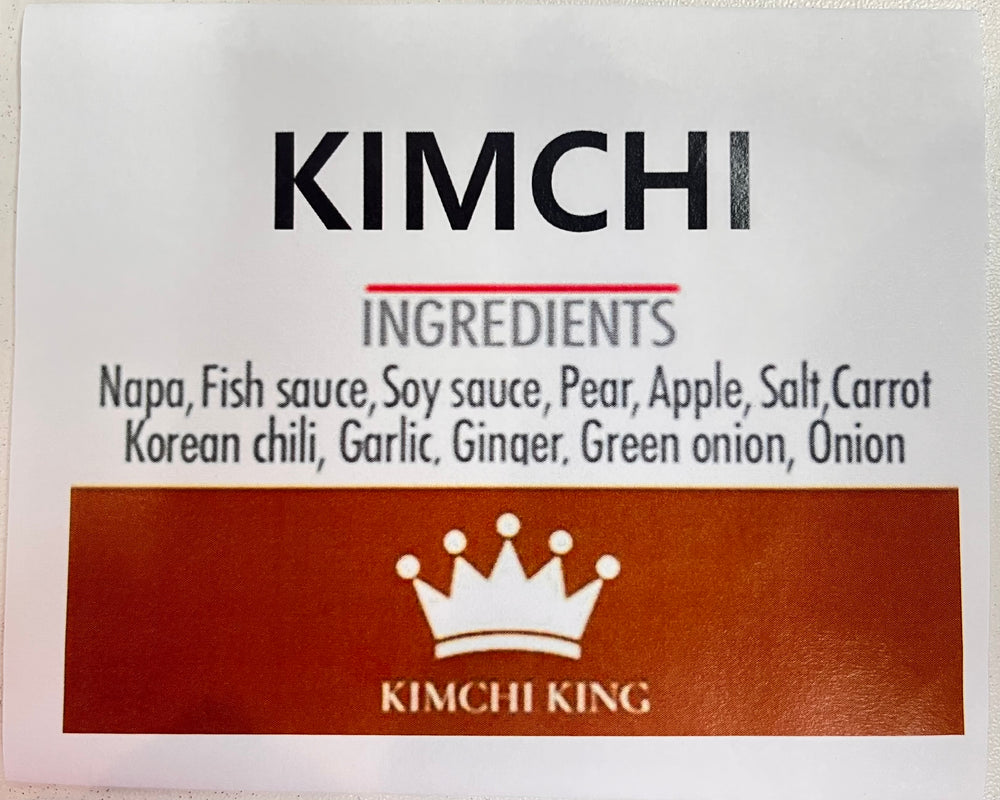 KIMCHI
INGREDIENTS
Napa, Fish sauce, Soy sauce, Pear, Apple, Salt, Carrot
Korean chili, Garlic, Ginger, Green onion, Onion
KIMCHI KING